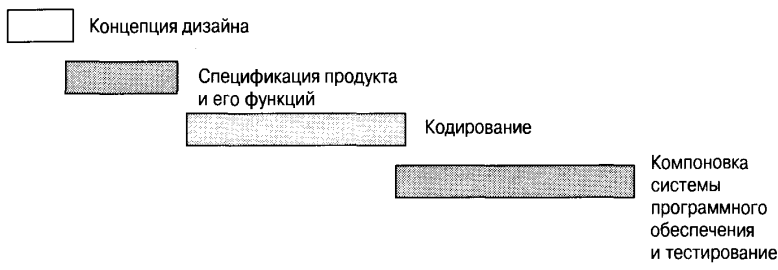 Концепция дизайна
Спецификация продукта
и его функций
Кодирование
Компоновка
системы
программного
обеспечения
и тестирование